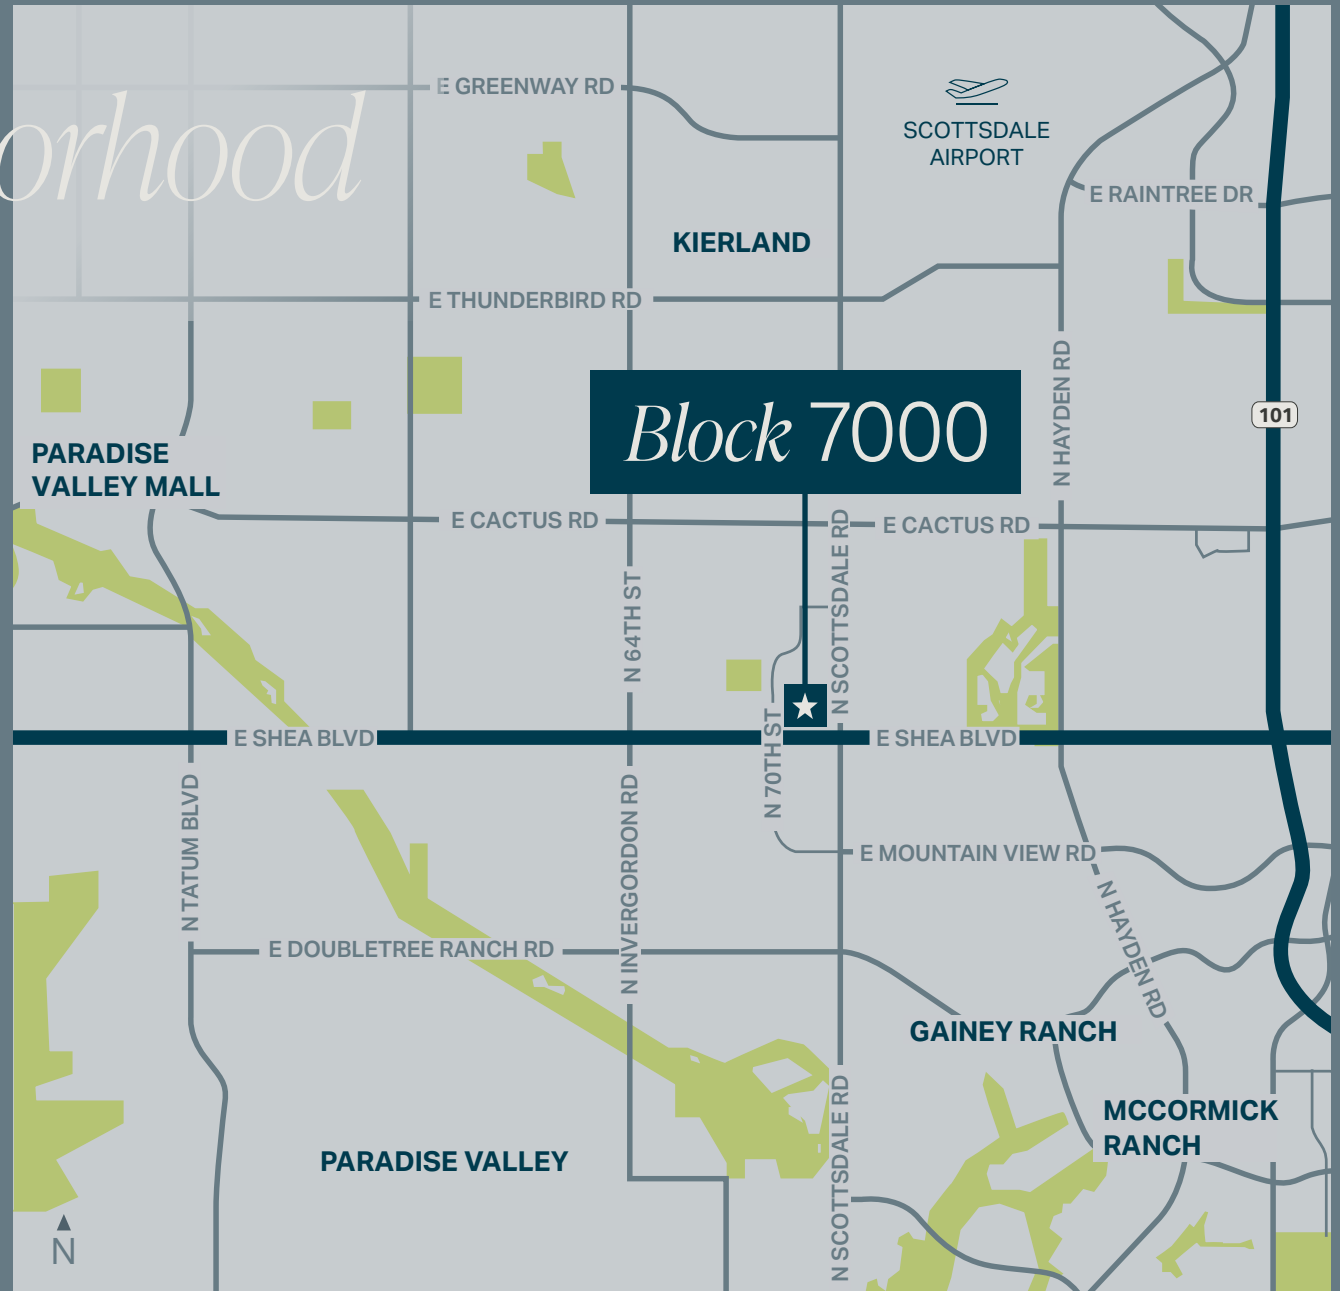 E GREENWAY RD
orhood
SCOTTSDALE
AIRPORT
E RAINTREE DR
KIERLAND
E THUNDERBIRD RD
N HAYDEN RD
Block 7000
101
PARADISE
VALLEY MALL
E CACTUS RD
E CACTUS RD
N SCOTTSDALE RD
N 64TH ST
E SHEA BLVD
N 70TH ST
E SHEA BLVD
N TATUM BLVD
N INVERGORDON RD
E MOUNTAIN VIEW RD
N HAYDEN RD
E DOUBLETREE RANCH RD
GAINEY RANCH
MCCORMICK
RANCH
PARADISE VALLEY
N SCOTTSDALE RD
N